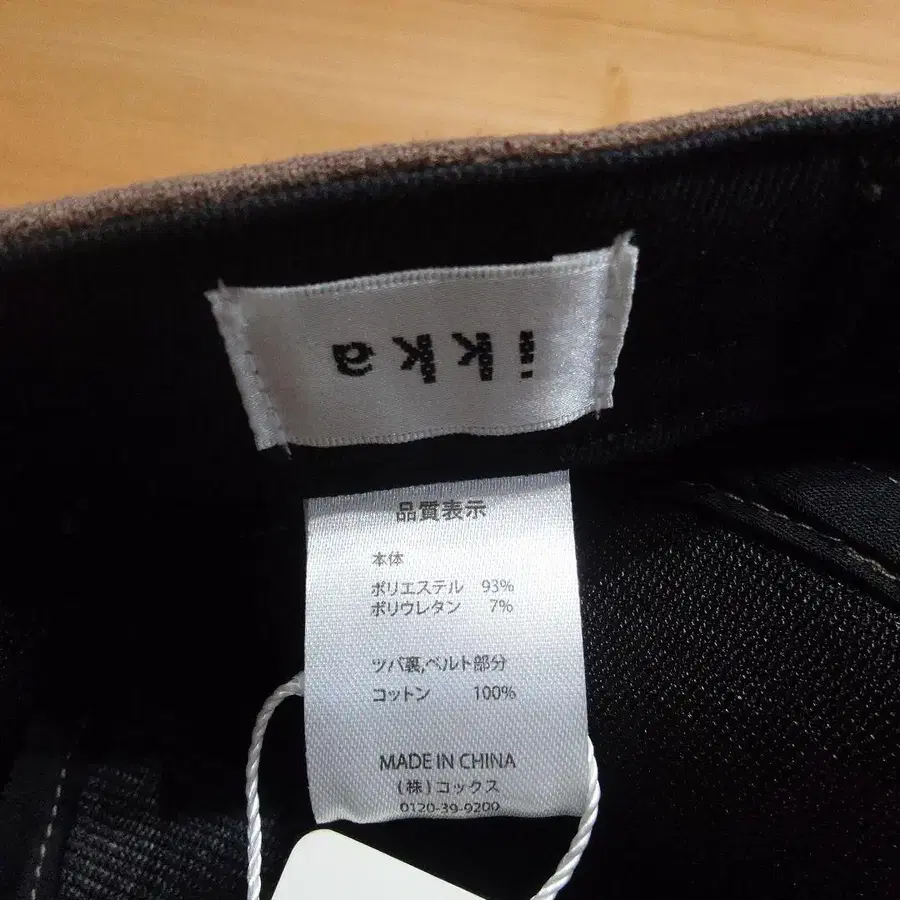 ikka
品質表示
本体
ポリエステル 93%
ポリウレタン 7%
ツバ裏,ベルト部分
コットン 100%
MADE IN CHINA
(株)コックス
0120-39-9200